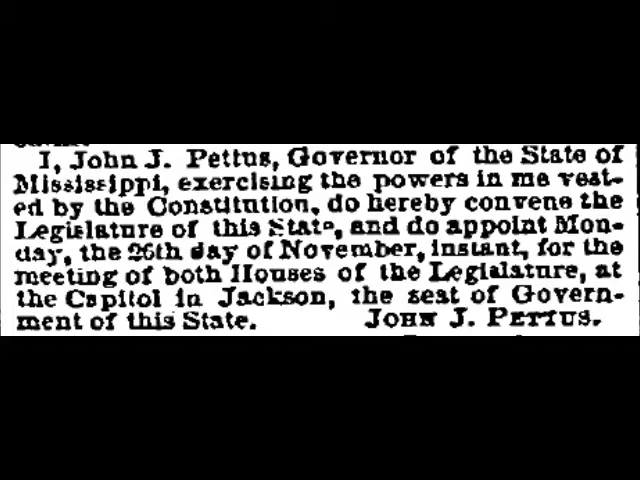 I, John J. Pettus, Governor of the State of
Mississippi, exercising the powers in me vest-
ed by the Constitution, do hereby convene the
Legislature of this State, and do appoint Mon-
day, the 26th day of November, instant, for the
meeting of both Houses of the Legislature, at
the Capitol in Jackson, the seat of Govern-
ment of this State. JOHN J. PETTUS.